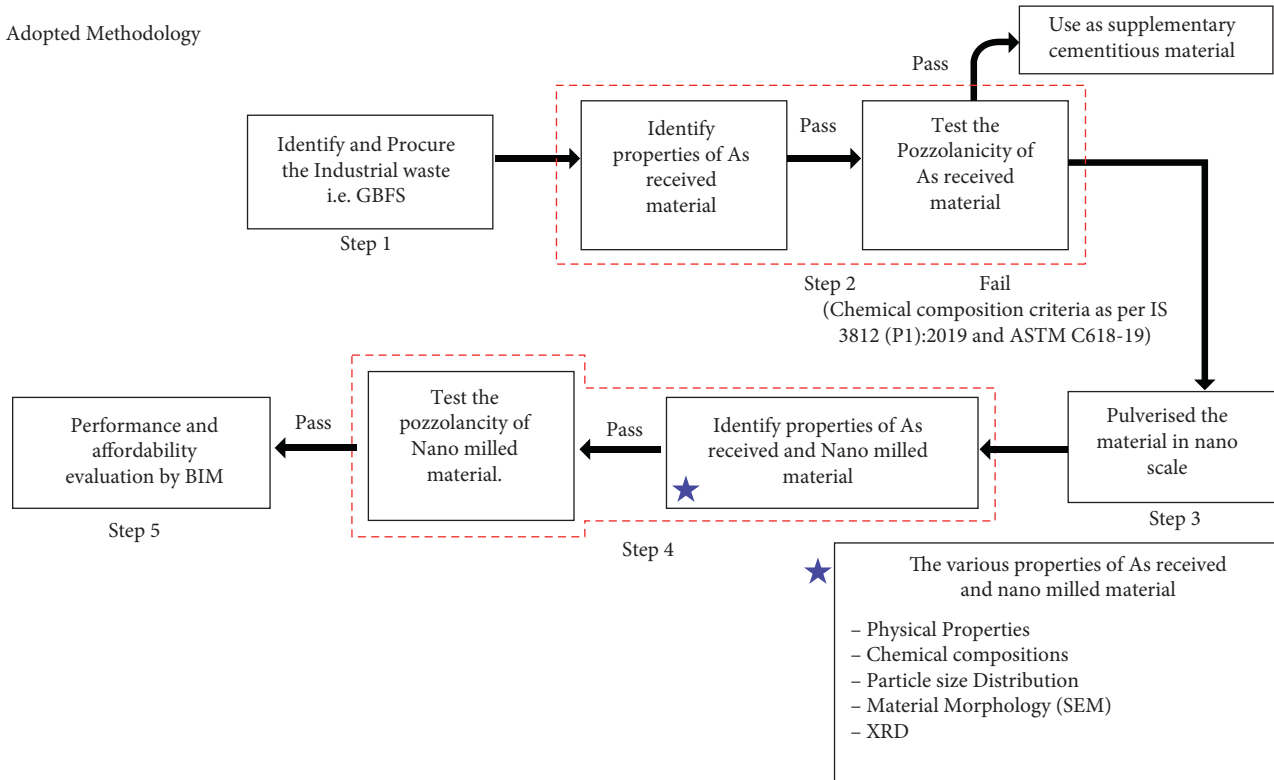 Adopted Methodology
Use as supplementary
cementitious material
Pass
Identify and Procure
the Industrial waste
i.e. GBFS
Step 1
Identify
properties of As
received
material
Pass
Test the
Pozzolanicity of
As received
material
Step 2
Fail
(Chemical composition criteria as per IS
3812 (P1):2019 and ASTM C618-19)
Performance and
affordability
evaluation by BIM
Step 5
Pass
Test the
pozzolancity of
Nano milled
material.
Pass
Identify properties of As
received and Nano milled
material
Step 4
Pulverised the
material in nano
scale
Step 3
The various properties of As received
and nano milled material
– Physical Properties
– Chemical compositions
– Particle size Distribution
– Material Morphology (SEM)
– XRD